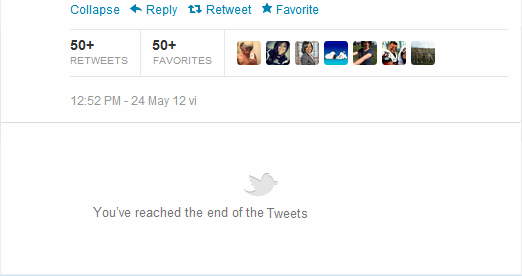 Collapse Reply Retweet Favorite
50+ 50+
RETWEETS FAVORITES
12:52 PM - 24 May 12 vi
You've reached the end of the Tweets